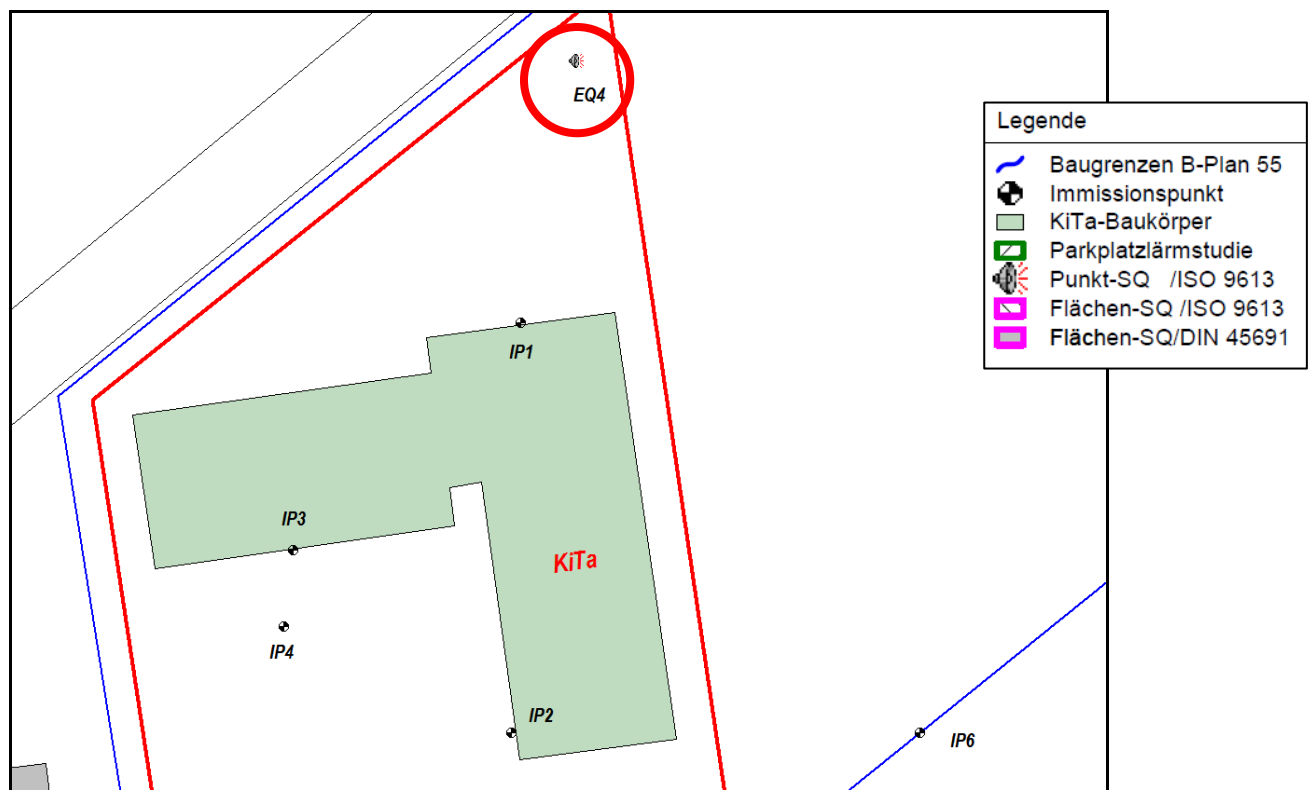 EQ4
Legende
Baugrenzen B-Plan 55
Immissionspunkt
KiTa-Baukörper
Parkplatzlärmstudie
Punkt-SQ /ISO 9613
Flächen-SQ /ISO 9613
Flächen-SQ/DIN 45691
IP1
IP3
KiTa
IP4
IP2
IP6